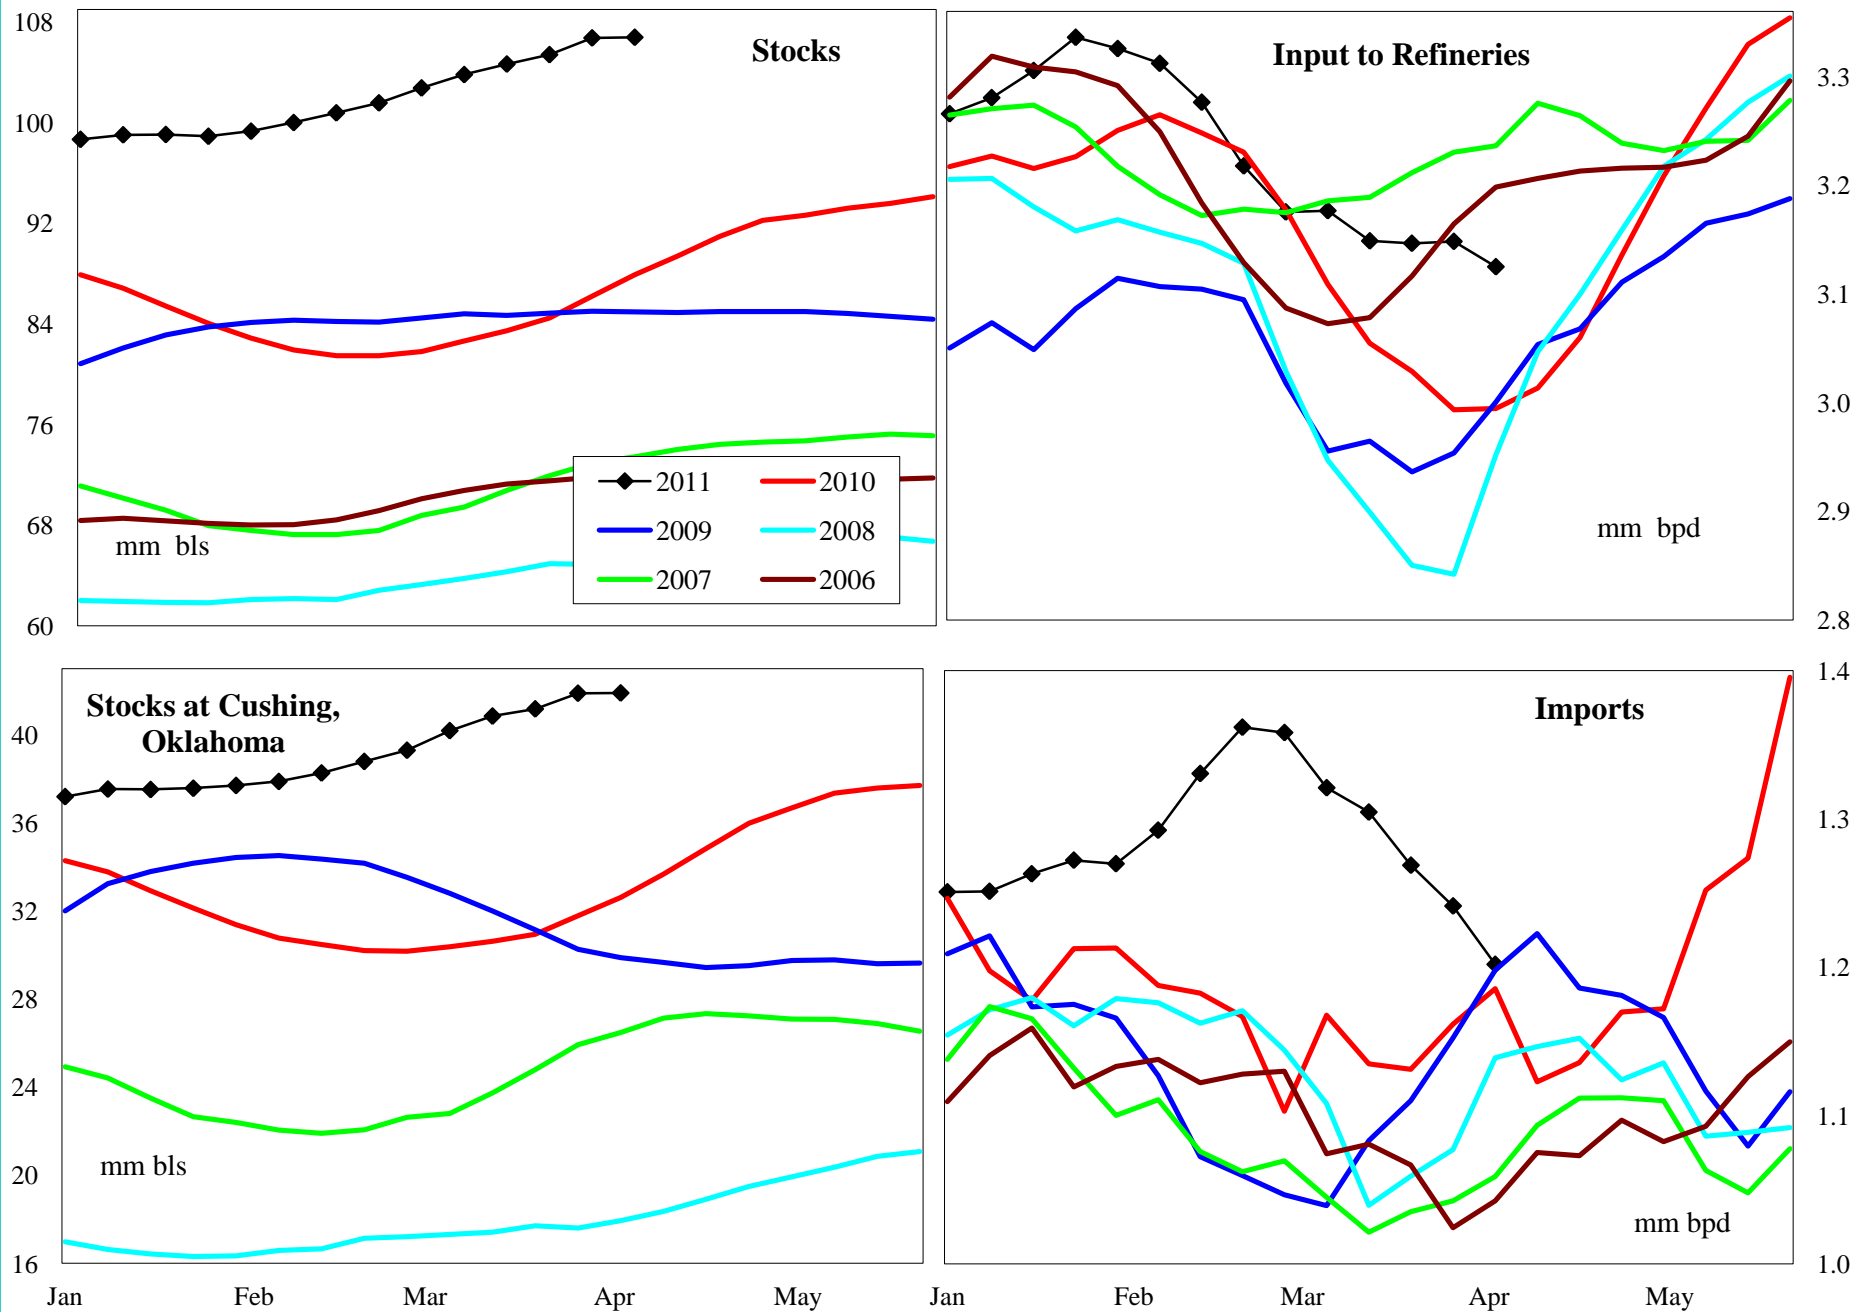 108
100
92
84
76
68
60
Stocks
mm bls
2011
2010
2009
2008
2007
2006
Input to Refineries
mm bpd
3.3
3.2
3.1
3.0
2.9
2.8
Stocks at Cushing,
Oklahoma
40
36
32
28
24
20
16
mm bls
Jan
Feb
Mar
Apr
May
Imports
mm bpd
1.4
1.3
1.2
1.1
1.0
Jan
Feb
Mar
Apr
May